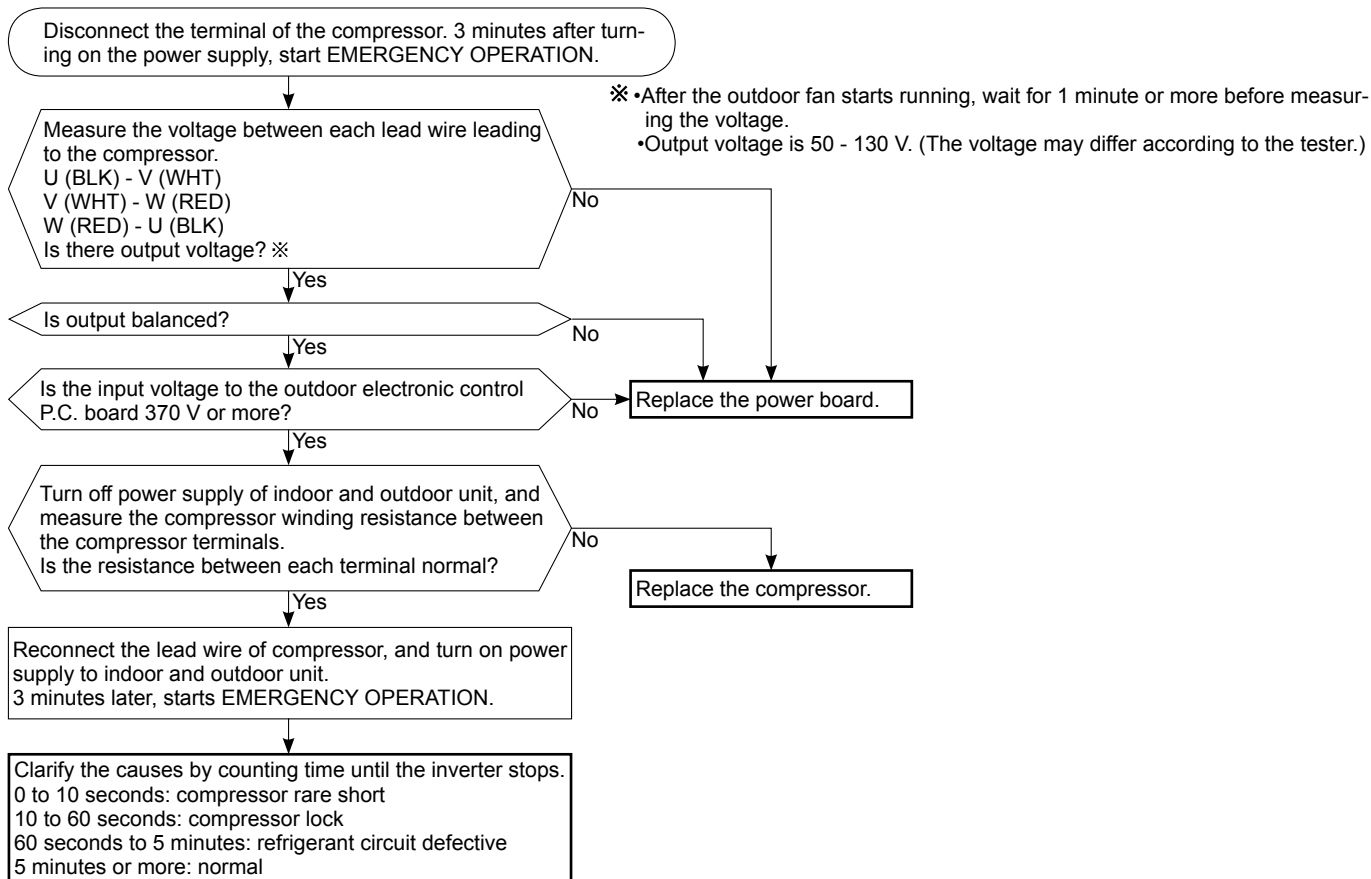 Disconnect the terminal of the compressor. 3 minutes after turn-
ing on the power supply, start EMERGENCY OPERATION.
※ •After the outdoor fan starts running, wait for 1 minute or more before measur-
ing the voltage.
•Output voltage is 50 - 130 V. (The voltage may differ according to the tester.)
Measure the voltage between each lead wire leading
to the compressor.
U (BLK) - V (WHT)
V (WHT) - W (RED)
W (RED) - U (BLK)
Is there output voltage? ※
No
Yes
Is output balanced?
No
Yes
Is the input voltage to the outdoor electronic control
P.C. board 370 V or more?
No
Replace the power board.
Yes
Turn off power supply of indoor and outdoor unit, and
measure the compressor winding resistance between
the compressor terminals.
Is the resistance between each terminal normal?
No
Replace the compressor.
Yes
Reconnect the lead wire of compressor, and turn on power
supply to indoor and outdoor unit.
3 minutes later, starts EMERGENCY OPERATION.
Clarify the causes by counting time until the inverter stops.
0 to 10 seconds: compressor rare short
10 to 60 seconds: compressor lock
60 seconds to 5 minutes: refrigerant circuit defective
5 minutes or more: normal